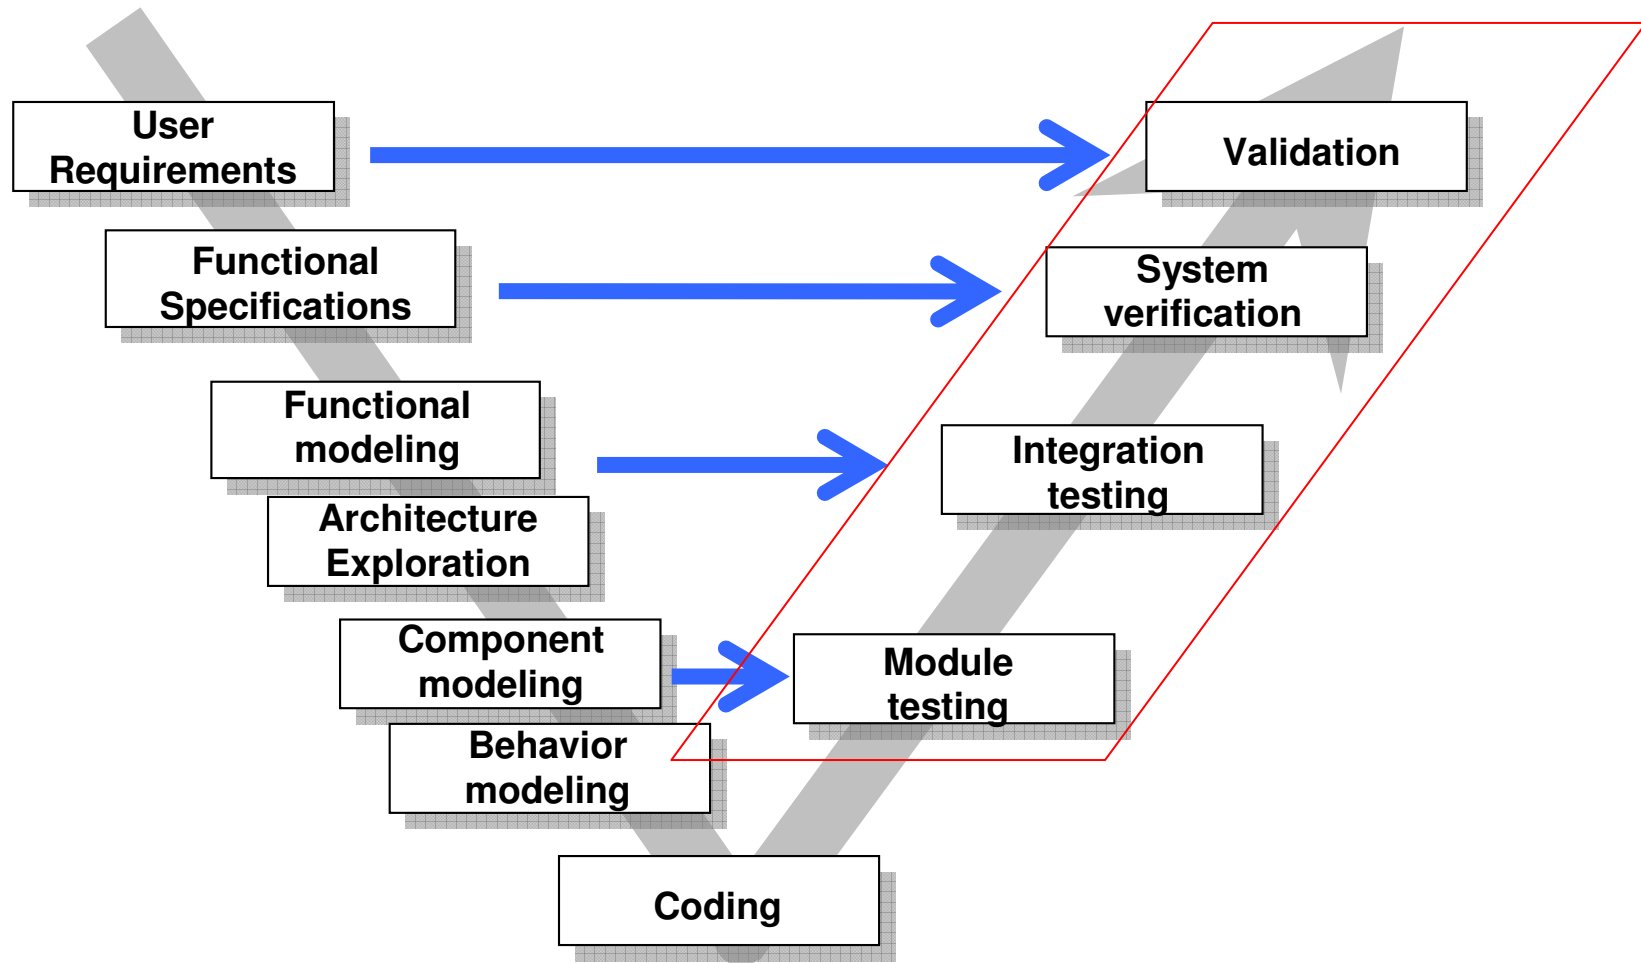 User
Requirements
Validation
Functional
Specifications
System
verification
Functional
modeling
Integration
testing
Architecture
Exploration
Component
modeling
Module
testing
Behavior
modeling
Coding